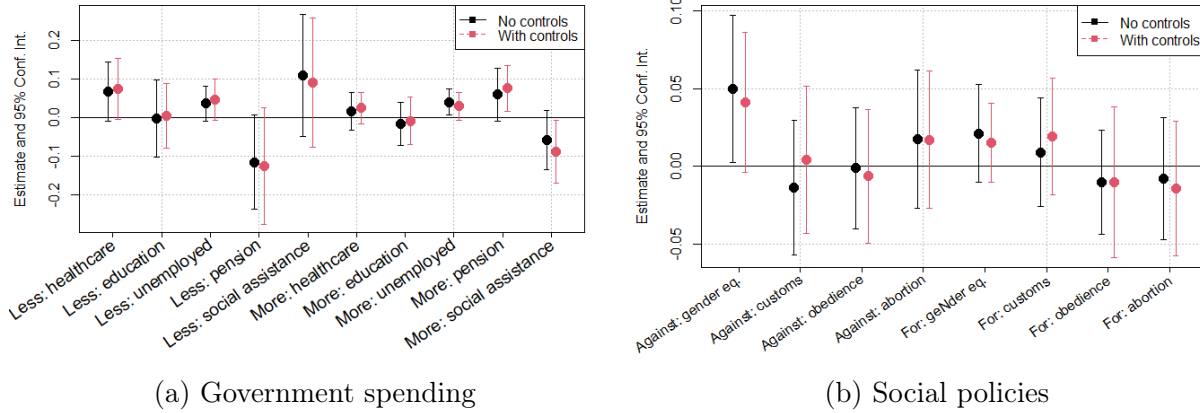 No controls
With controls
Estimate and 95% Conf. Int.
0.2
0.1
0.0
-0.1
-0.2
Less: healthcare
Less: education
Less: unemployed
Less: pension
Less: social assistance
More: healthcare
More: education
More: unemployed
More: pension
More: social assistance
(a) Government spending
No controls
With controls
Estimate and 95% Conf. Int.
0.10
0.05
0.00
-0.05
Against: gender eq.
Against: customs
Against: obedience
Against: abortion
For: geNder eq.
For: customs
For: obedience
For: abortion
(b) Social policies